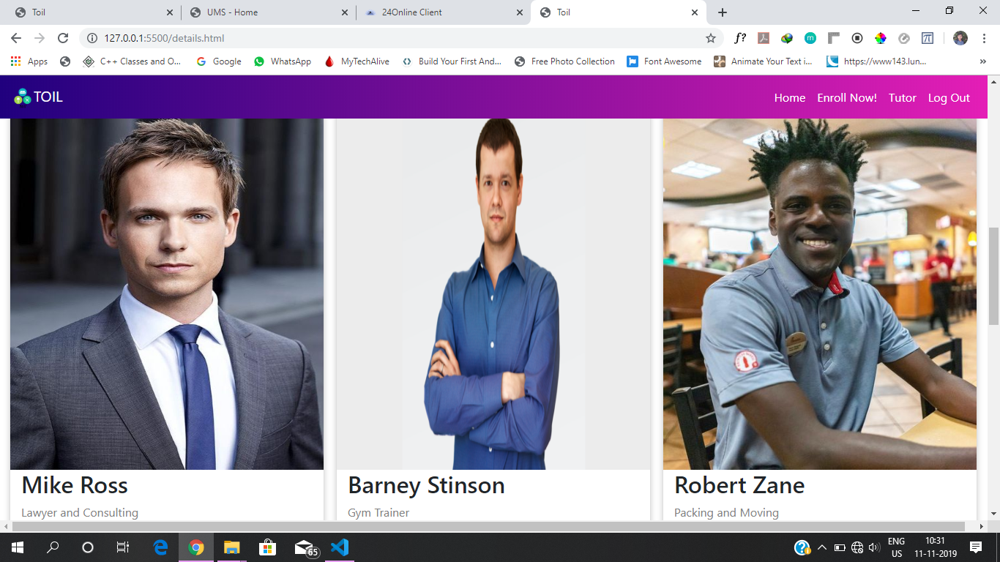 Toil
UMS - Home
24Online Client
Toil
127.0.0.1:5500/details.html
f?
m
Apps
C++ Classes and O...
Google
WhatsApp
MyTechAlive
Build Your First And...
Free Photo Collection
Font Awesome
Animate Your Text i...
https://www143.lun...
»
TOIL
Home
Enroll Now!
Tutor
Log Out
Mike Ross
Barney Stinson
Robert Zane
Lawyer and Consulting
Gym Trainer
Packing and Moving
65
ENG
US
10:31
11-11-2019